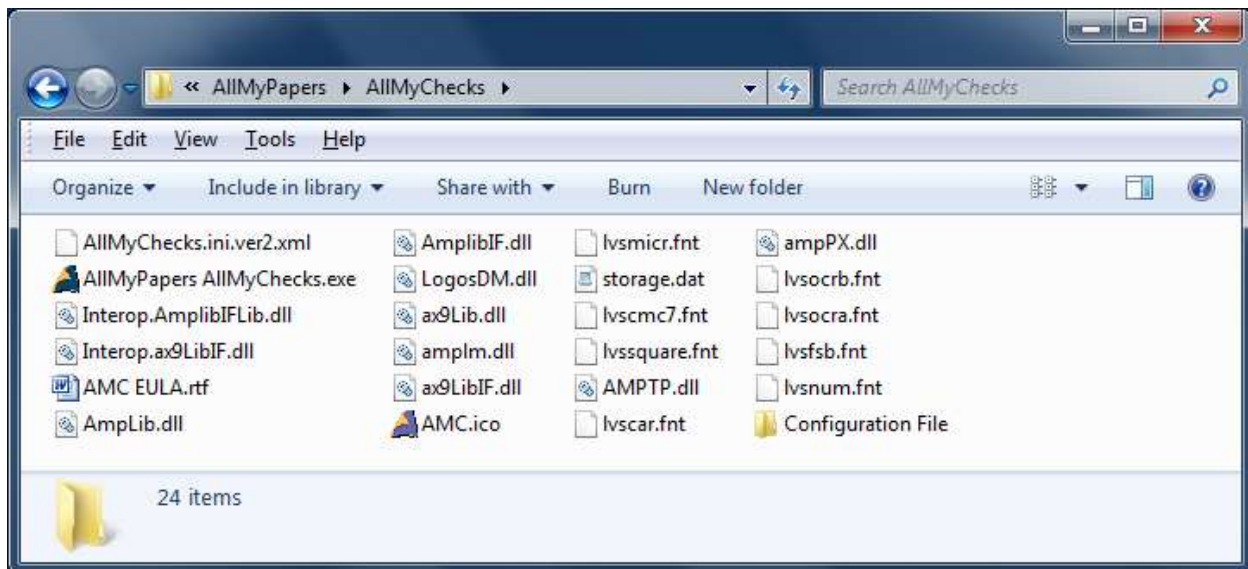 « AllMyPapers ▸ AllMyChecks ▸ Search AllMyChecks
File Edit View Tools Help
Organize Include in library Share with Burn New folder
AllMyChecks.ini.ver2.xml AmplibIF.dll lvsmicr.fnt ampPX.dll
AllMyPapers AllMyChecks.exe LogosDM.dll storage.dat lvsocrb.fnt
Interop.AmplibIFLib.dll ax9Lib.dll lvscmc7.fnt lvsocra.fnt
Interop.ax9LibIF.dll amplm.dll lvssquare.fnt lvsfsb.fnt
AMC EULA.rtf ax9LibIF.dll AMPTP.dll lvsnum.fnt
AmpLib.dll AMC.ico lvscar.fnt Configuration File
24 items